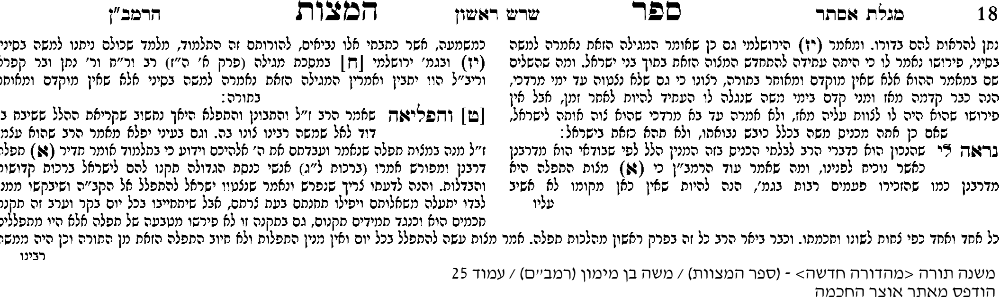 18 מגלת אסתר ספר שרש ראשון המצות הרמב"ן
נתן להראות להם בדורו. ומאמר (יז) הירושלמי גם כן שאומר המגילה הזאת נאמרה למשה
בסיני, פירושו נאמר לו כי היתה עתידה להתחדש המצוה הזאת בתוך בני ישראל. ומה שהשלים
שם במאמר ההוא אלא שאין מוקדם ומאוחר בתורה, רצונו כי גם שלא נצטוה עד ימי מרדכי,
הנה כבר קדמה מאז ומני קדם בימי משה שנגלה לו העתיד להיות לאחר זמן, אבל אין
פירושו שהוא היה לו לצוות עליה מאז, ולא אמרה עד בא מרדכי שהוא צוה אותה לישראל,
שאם כן אתה מכניס משה בכלל כובש נבואתו, ולא תהא כזאת בישראל:
נראה לי שהנכון הוא כדברי הרב לבלתי הכניס בזה המנין הלל לפי שבודאי הוא מדרבנן
כאשר נוכיח לפנינו, ומה שאמר עוד הרמב"ן כי (א) מצות התפלה היא
מדרבנן כמו שהזכירו פעמים רבות בגמ', הנה להיות שאין כאן מקומו לא אשיב
עליו
כמשמעה, אשר כתבתי אלו נביאים, להורותם זה התלמוד, מלמד שכולם ניתנו למשה בסיני
(יז) ובגמ' ירושלמי [ח] במסכת מגילה (פרק א' ה"ז) רב ור"ח ור' נתן ובר קפרא
וריב"ל הוו יתבין ואמרין המגילה הזאת נאמרה למשה בסיני אלא שאין מוקדם ומאוחר
בתורה:
[ט] והפליאה שאמר הרב ז"ל והתבונן והתפלא היאך נחשוב שקריאת ההלל ששיבח ב
דוד לאל שמשה רבינו צונו בה. וגם בעיני יפלא מאמר הרב שהוא עצמו
ז"ל מנה במצות תפלה שנאמר ועבדתם את ה' אלהיכם וידוע כי בתלמוד אומר תדיר (א) תפלה
דרבנן ומפורש אמרו (ברכות ל"ג) אנשי כנסת הגדולה תקנו להם לישראל ברכות קדושות
והבדלות. והנה לדעתו צריך שנפרש ונאמר שנצטוו ישראל להתפלל אל הקב"ה ושיבקשו ממנו
לבדו יתעלה משאלותם ויפילו תחנתם בעת צרתם, אבל שיתחייבו בכל יום בקר וערב זה תקנת
חכמים הוא וכנגד תמידים תקנום, גם בתקנה זו לא פירשו מטבעה של תפלה אלא היו מתפללים
כל אחד ואחד כפי צחות לשונו וחכמתו. וכבר ביאר הרב כל זה בפרק ראשון מהלכות תפלה. אמר מצות עשה להתפלל בכל יום ואין מנין התפלות ולא חיוב התפלה הזאת מן התורה וכן היה ממשה
רבינו
משנה תורה <מהדורה חדשה> - (ספר המצוות) / משה בן מימון (רמב"ם) / עמוד 25
הודפס מאתר אוצר החכמה